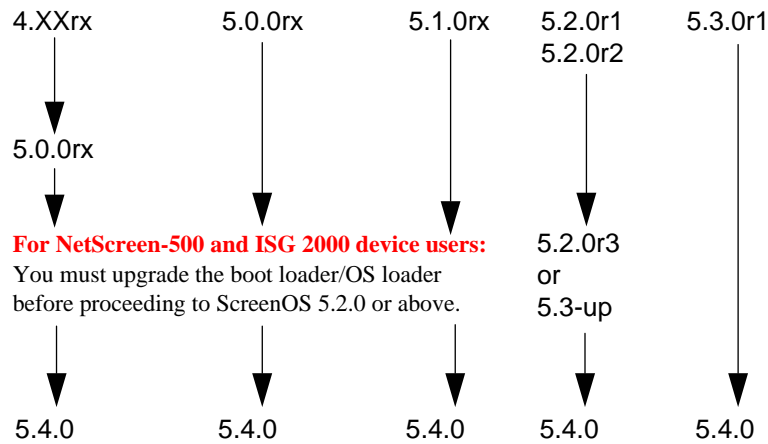 4.XXrx 5.0.0rx 5.1.0rx 5.2.0r1 5.3.0r1
5.2.0r2
5.0.0rx
For NetScreen-500 and ISG 2000 device users:
You must upgrade the boot loader/OS loader
before proceeding to ScreenOS 5.2.0 or above.
5.2.0r3
or
5.3-up
5.4.0 5.4.0 5.4.0 5.4.0 5.4.0